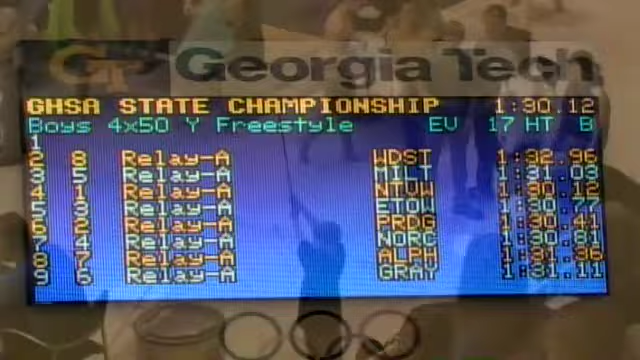 GT Georgia Tech
GHSA STATE CHAMPIONSHIP 1:30.12
Boys 4x50 Y Freestyle EV 17 HT B
1
2 8 Relay-A WDST 1:32.96
3 5 Relay-A MILT 1:31.03
4 1 Relay-A NTVW 1:30.12
5 3 Relay-A ETOW 1:30.77
6 2 Relay-A PRDG 1:30.41
7 4 Relay-A NORC 1:30.81
8 7 Relay-A ALPH 1:31.36
9 6 Relay-A GRAY 1:31.11